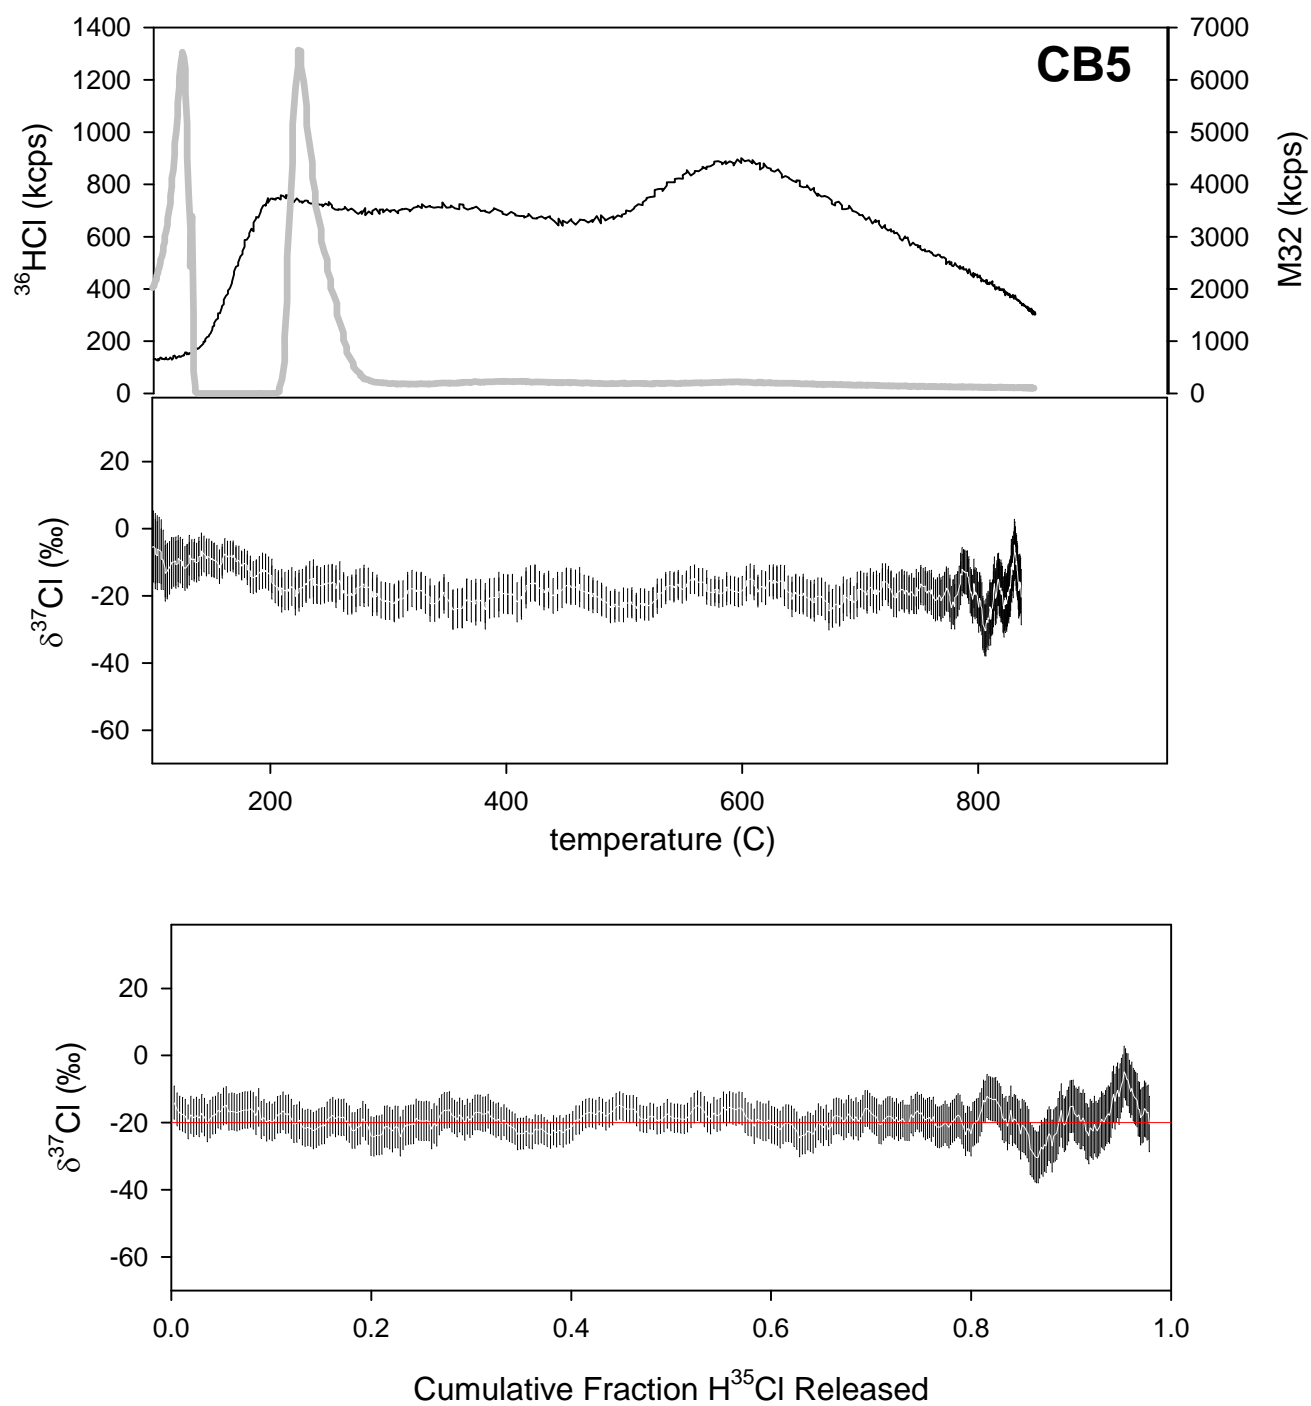 CB5
1400
1200
1000
800
600
400
200
0
³⁶HCl (kcps)
7000
6000
5000
4000
3000
2000
1000
0
M32 (kcps)
20
0
-20
-40
-60
δ³⁷Cl (‰)
200 400 600 800
temperature (C)
20
0
-20
-40
-60
δ³⁷Cl (‰)
0.0 0.2 0.4 0.6 0.8 1.0
Cumulative Fraction H³⁵Cl Released